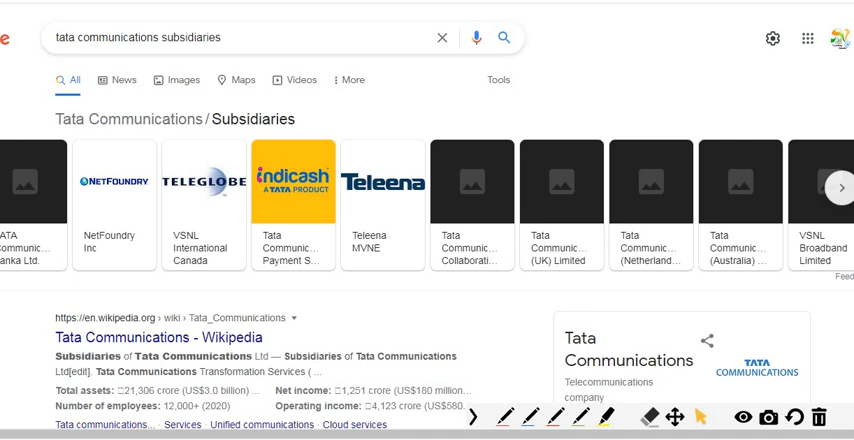 tata communications subsidiaries
All News Images Maps Videos More Tools
Tata Communications / Subsidiaries
NETFOUNDRY
TELEGLOBE
indicash
A TATA PRODUCT
Teleena
ATA
ommunic...
anka Ltd.
NetFoundry
Inc
VSNL
International
Canada
Tata
Communic...
Payment S...
Teleena
MVNE
Tata
Communic...
Collaborati...
Tata
Communic...
(UK) Limited
Tata
Communic...
(Netherland...
Tata
Communic...
(Australia) ...
VSNL
Broadband
Limited
Feed
https://en.wikipedia.org › wiki › Tata_Communications
Tata Communications - Wikipedia
Subsidiaries of Tata Communications Ltd — Subsidiaries of Tata Communications
Ltd[edit]. Tata Communications Transformation Services ( ...
Total assets: 21,306 crore (US$3.0 billion) ... Net income: 1,251 crore (US$180 million...
Number of employees: 12,000+ (2020) Operating income: 4,123 crore (US$580.
Tata communications... · Services · Unified communications · Cloud services
Tata
Communications
Telecommunications
company
TATA
COMMUNICATIONS